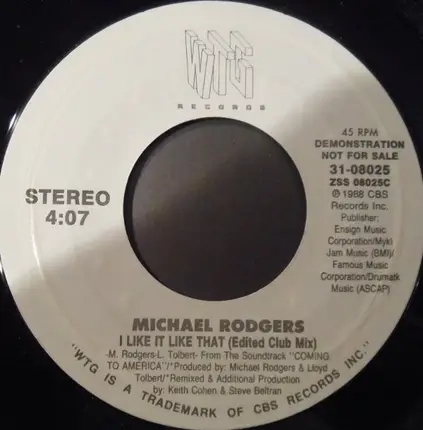 WTG
RECORDS
45 RPM
DEMONSTRATION
NOT FOR SALE
31-08025
ZSS 08025C
℗ 1988 CBS
Records Inc.
Publisher:
Ensign Music
Corporation/Myk
Jam Music (BMI)/
Famous Music
Corporation/Drumatk
Music (ASCAP)
STEREO
4:07
MICHAEL RODGERS
I LIKE IT LIKE THAT (Edited Club Mix)
-M. Rodgers-L. Tolbert- From The Soundtrack "COMING
TO AMERICA"/*Produced by: Michael Rodgers & Lloyd
Tolbert/*Remixed & Additional Production
by: Keith Cohen & Steve Beltran
"WTG IS A TRADEMARK OF CBS RECORDS INC."